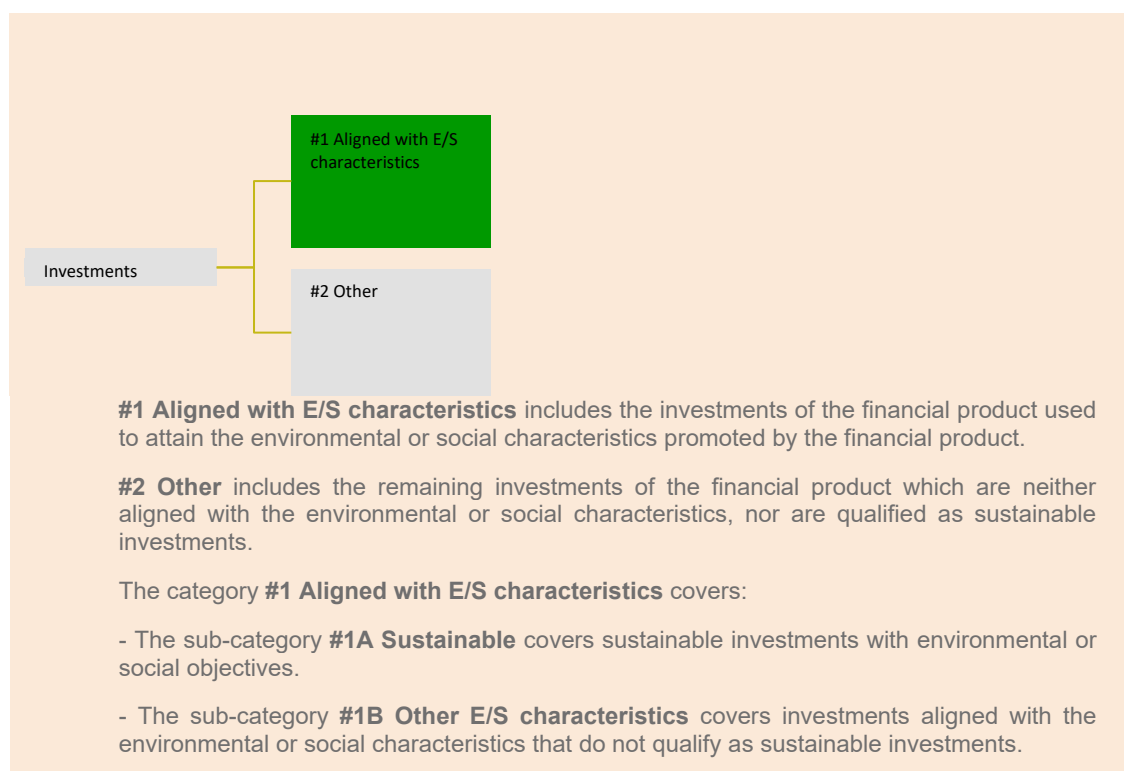 #1 Aligned with E/S
characteristics
Investments
#2 Other
#1 Aligned with E/S characteristics includes the investments of the financial product used
to attain the environmental or social characteristics promoted by the financial product.
#2 Other includes the remaining investments of the financial product which are neither
aligned with the environmental or social characteristics, nor are qualified as sustainable
investments.
The category #1 Aligned with E/S characteristics covers:
- The sub-category #1A Sustainable covers sustainable investments with environmental or
social objectives.
- The sub-category #1B Other E/S characteristics covers investments aligned with the
environmental or social characteristics that do not qualify as sustainable investments.